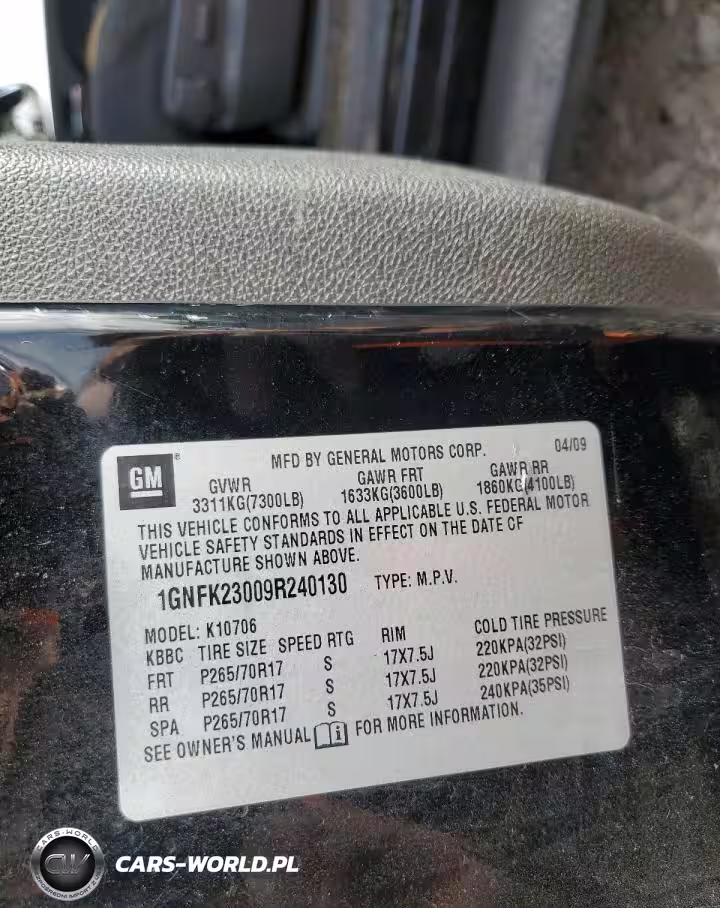 GM ®
MFD BY GENERAL MOTORS CORP. 04/09
GVWR GAWR FRT GAWR RR
3311KG(7300LB) 1633KG(3600LB) 1860KG(4100LB)
THIS VEHICLE CONFORMS TO ALL APPLICABLE U.S. FEDERAL MOTOR
VEHICLE SAFETY STANDARDS IN EFFECT ON THE DATE OF
MANUFACTURE SHOWN ABOVE.
1GNFK23009R240130 TYPE: M.P.V.
MODEL: K10706
KBBC TIRE SIZE SPEED RTG RIM COLD TIRE PRESSURE
FRT P265/70R17 S 17X7.5J 220KPA(32PSI)
RR P265/70R17 S 17X7.5J 220KPA(32PSI)
SPA P265/70R17 S 17X7.5J 240KPA(35PSI)
SEE OWNER'S MANUAL i FOR MORE INFORMATION.
CARS-WORLD
CW
CARS-WORLD.PL